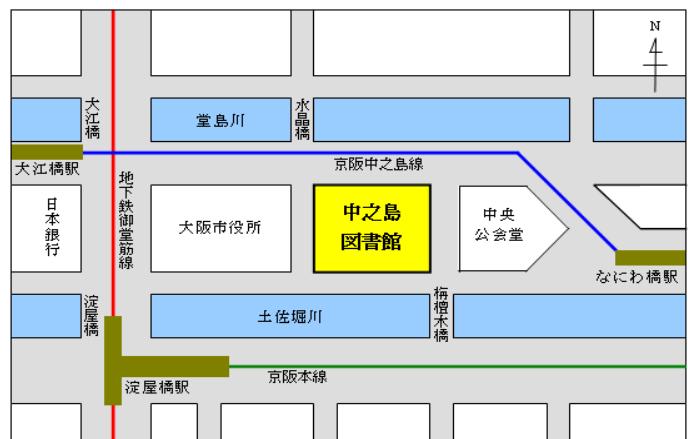 N
大江橋
堂島川
水晶橋
大江橋駅
京阪中之島線
地下鉄御堂筋線
日本銀行
大阪市役所
中之島
図書館
中央
公会堂
なにわ橋駅
淀屋橋
土佐堀川
栴檀木橋
淀屋橋駅
京阪本線